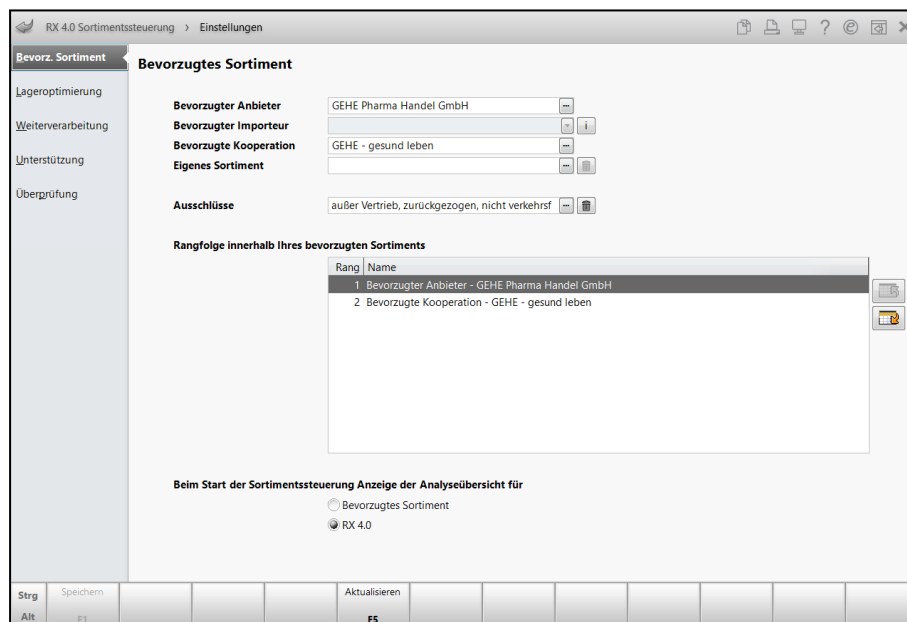 RX 4.0 Sortimentssteuerung › Einstellungen
Bevorz. Sortiment
Lageroptimierung
Weiterverarbeitung
Unterstützung
Überprüfung
Bevorzugtes Sortiment
Bevorzugter Anbieter GEHE Pharma Handel GmbH
Bevorzugter Importeur i
Bevorzugte Kooperation GEHE - gesund leben
Eigenes Sortiment
Ausschlüsse außer Vertrieb, zurückgezogen, nicht verkehrsf
Rangfolge innerhalb Ihres bevorzugten Sortiments
Rang Name
1 Bevorzugter Anbieter - GEHE Pharma Handel GmbH
2 Bevorzugte Kooperation - GEHE - gesund leben
Beim Start der Sortimentssteuerung Anzeige der Analyseübersicht für
Bevorzugtes Sortiment
RX 4.0
Strg Speichern Aktualisieren
Alt F1 F5